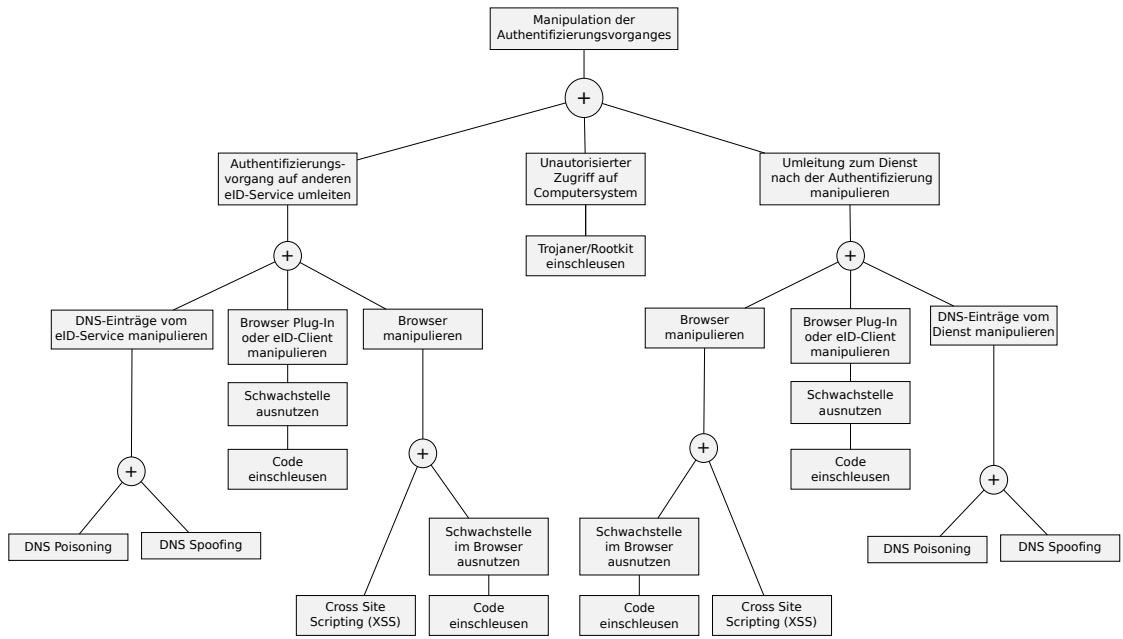 Manipulation der
Authentifizierungsvorganges
+
Authentifizierungs-
vorgang auf anderen
eID-Service umleiten
Unautorisierter
Zugriff auf
Computersystem
Umleitung zum Dienst
nach der Authentifizierung
manipulieren
Trojaner/Rootkit
einschleusen
+
+
DNS-Einträge vom
eID-Service manipulieren
Browser Plug-In
oder eID-Client
manipulieren
Browser
manipulieren
Browser
manipulieren
Browser Plug-In
oder eID-Client
manipulieren
DNS-Einträge vom
Dienst manipulieren
Schwachstelle
ausnutzen
Schwachstelle
ausnutzen
+
Code
einschleusen
+
+
Code
einschleusen
+
DNS Poisoning
DNS Spoofing
Schwachstelle
im Browser
ausnutzen
Schwachstelle
im Browser
ausnutzen
DNS Poisoning
DNS Spoofing
Cross Site
Scripting (XSS)
Code
einschleusen
Code
einschleusen
Cross Site
Scripting (XSS)